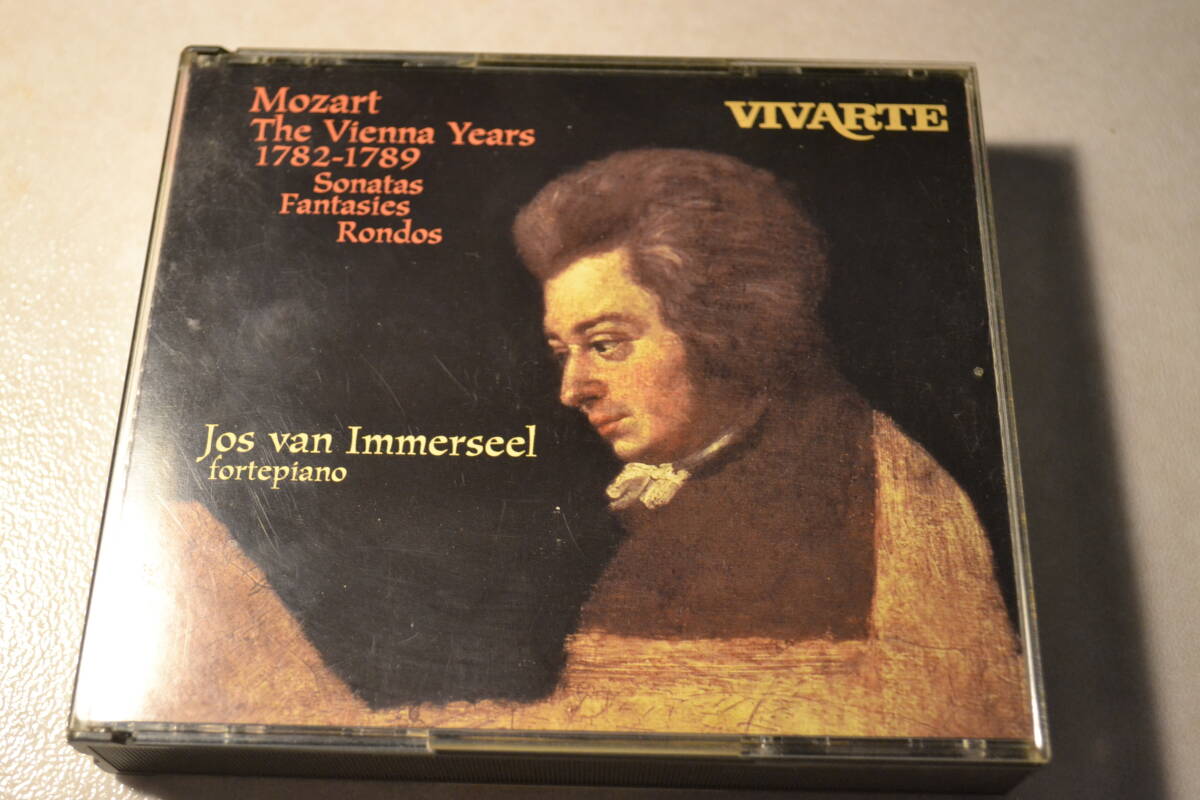 Mozart
The Vienna Years
1782-1789
Sonatas
Fantasies
Rondos
VIVARTE
Jos van Immerseel
fortepiano